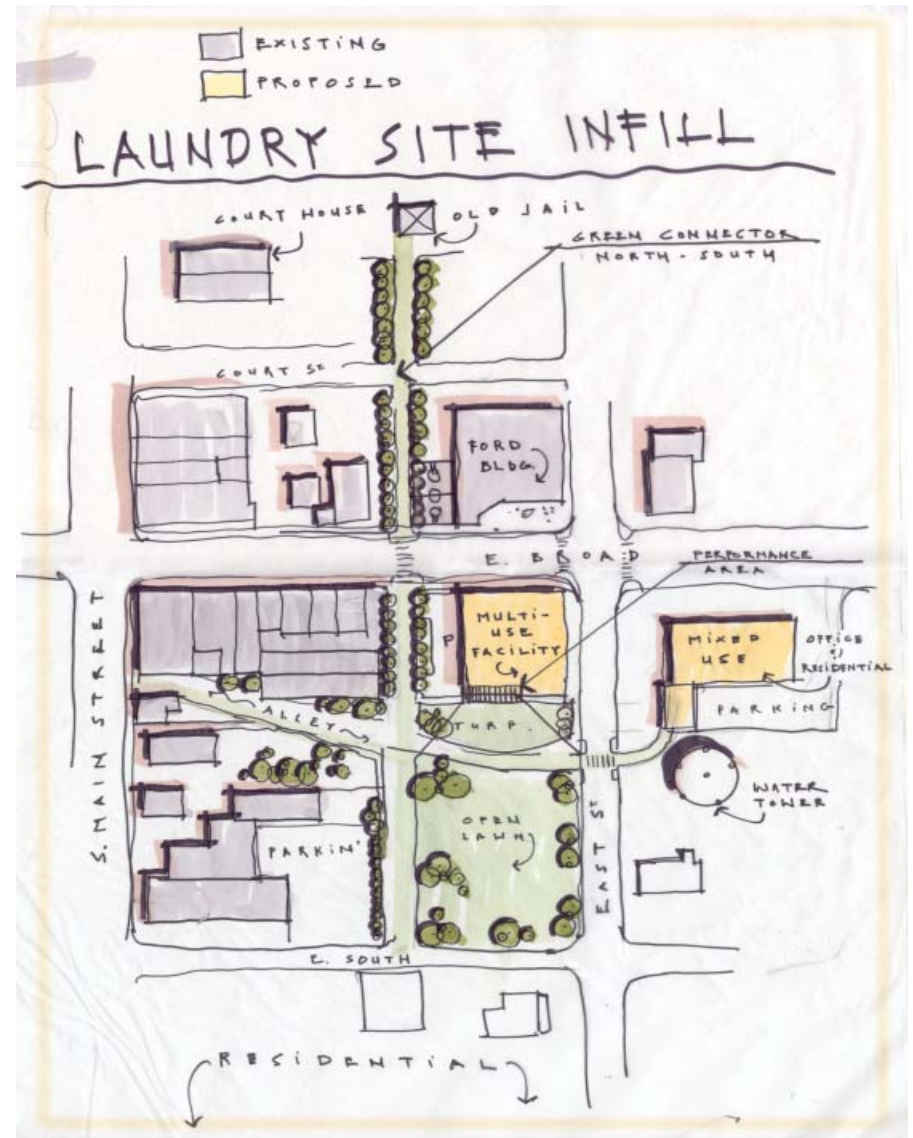 EXISTING
PROPOSED
LAUNDRY SITE INFILL
COURT HOUSE
OLD JAIL
GREEN CONNECTOR
NORTH - SOUTH
COURT ST
FORD
BLDG.
E. BROAD
PERFORMANCE
AREA
S. MAIN STREET
P
MULTI-
USE
FACILITY
MIXED
USE
OFFICE
&
RESIDENTIAL
PARKING
ALLEY
TURF
WATER
TOWER
OPEN
LAWN
PARKIN'
EAST ST
E. SOUTH
RESIDENTIAL